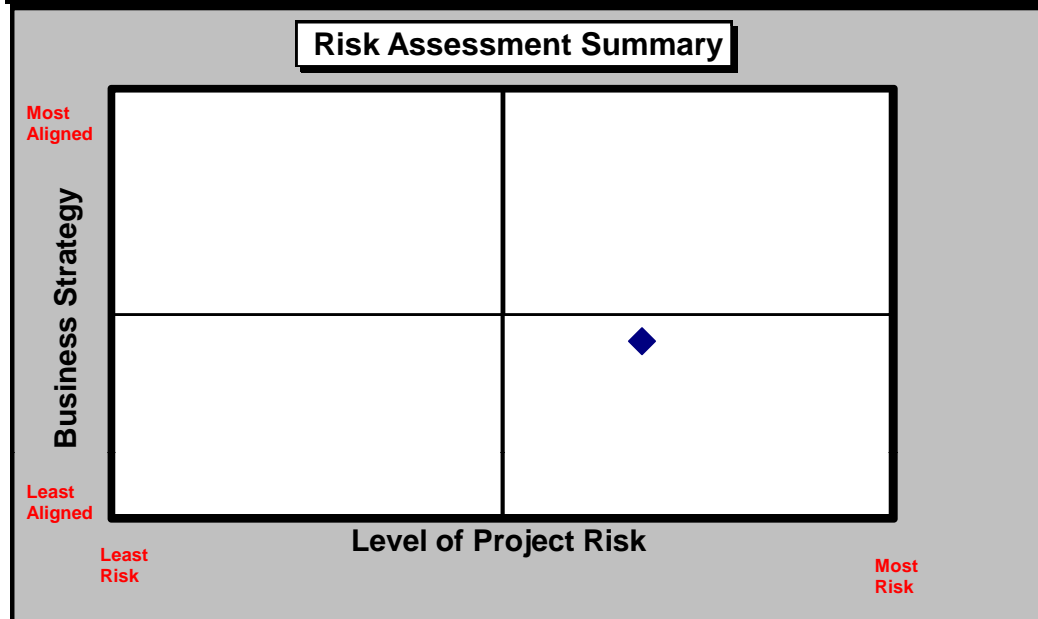 Risk Assessment Summary
Most
Aligned
Business Strategy
Least
Aligned
Level of Project Risk
Least
Risk
Most
Risk